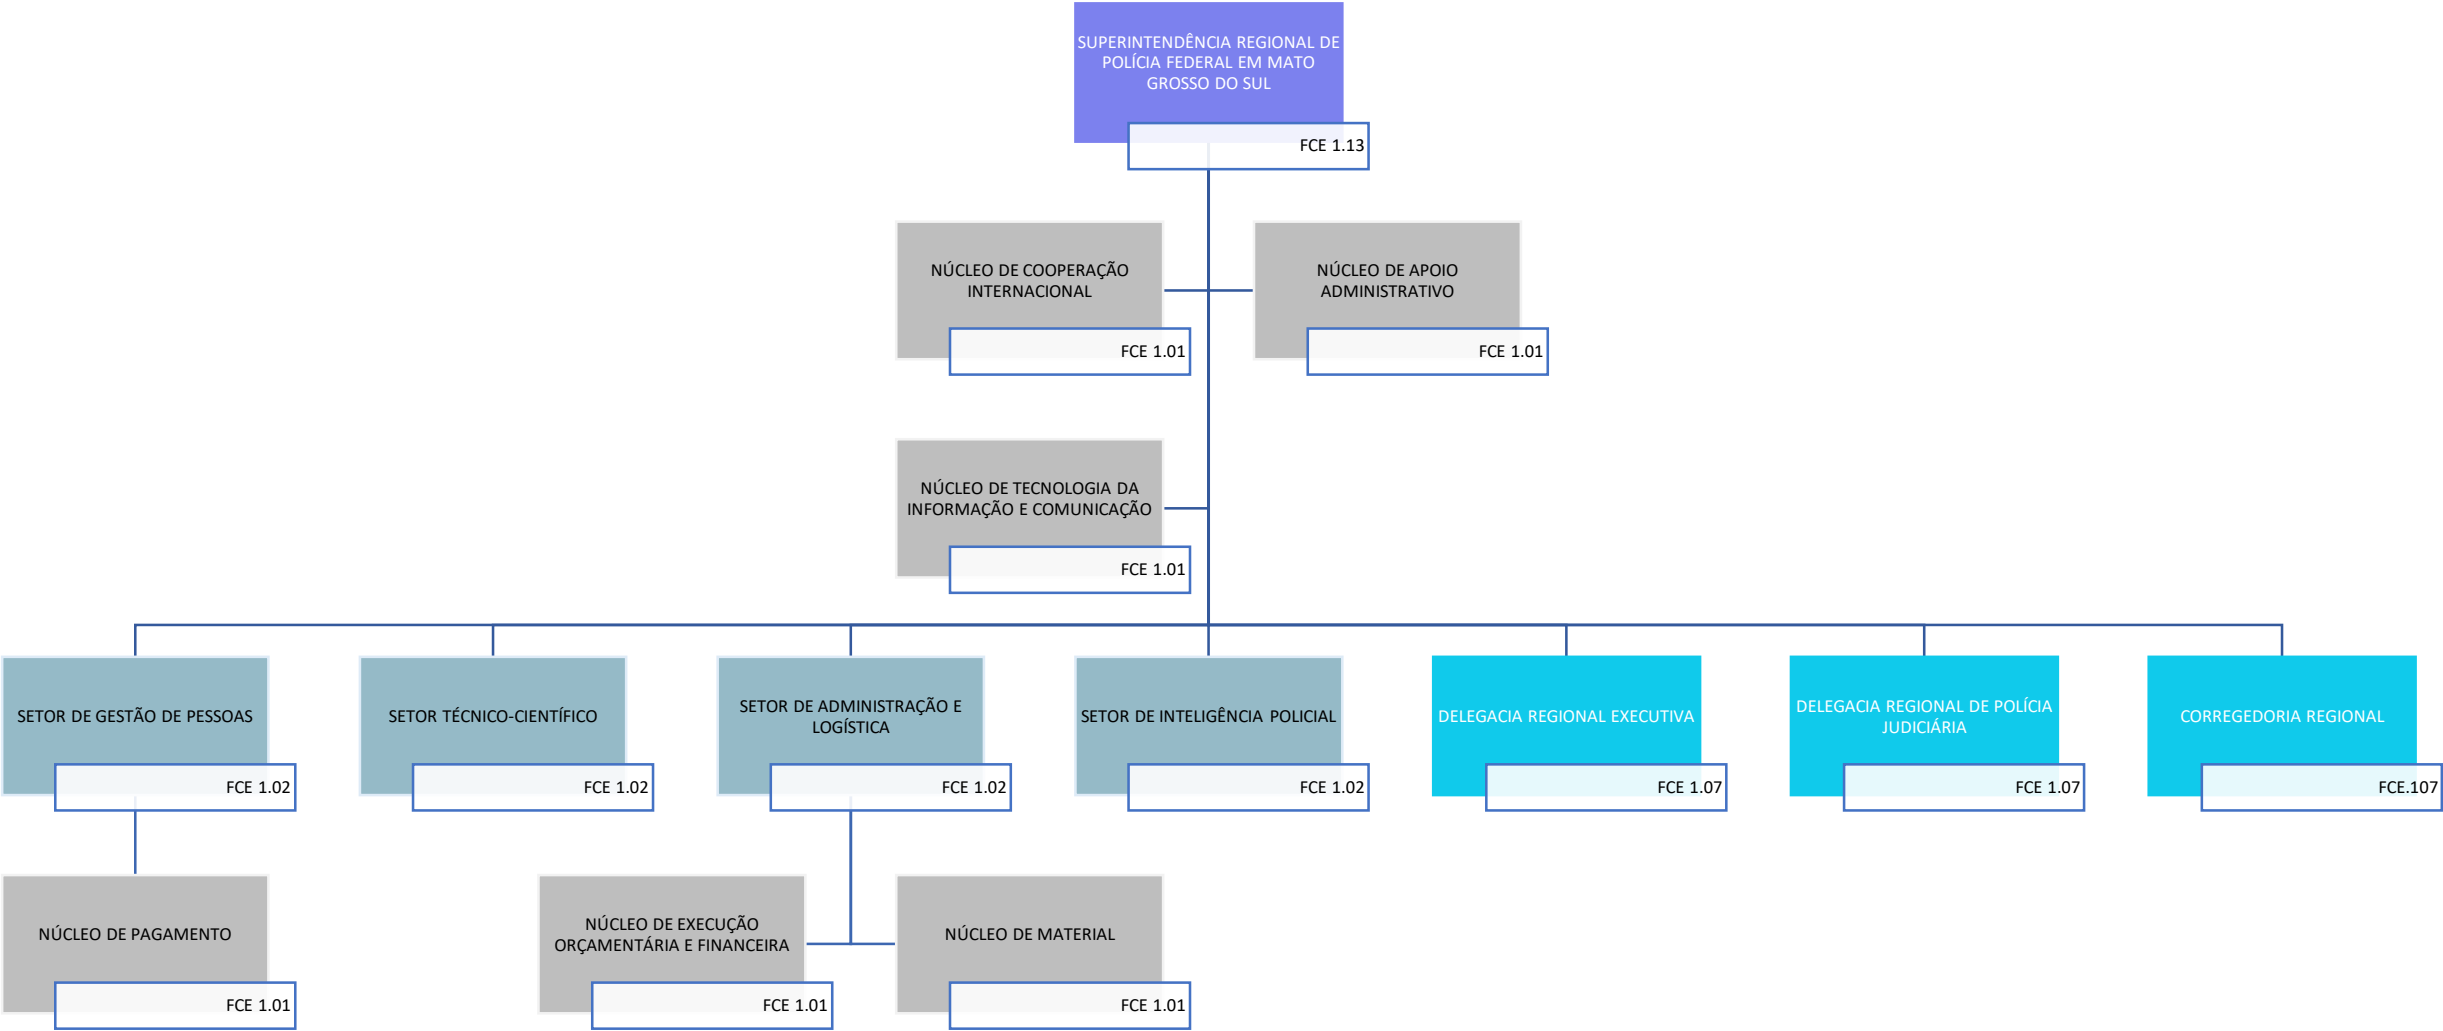 SUPERINTENDÊNCIA REGIONAL DE
POLÍCIA FEDERAL EM MATO
GROSSO DO SUL
FCE 1.13
NÚCLEO DE COOPERAÇÃO
INTERNACIONAL
FCE 1.01
NÚCLEO DE APOIO
ADMINISTRATIVO
FCE 1.01
NÚCLEO DE TECNOLOGIA DA
INFORMAÇÃO E COMUNICAÇÃO
FCE 1.01
SETOR DE GESTÃO DE PESSOAS
FCE 1.02
SETOR TÉCNICO-CIENTÍFICO
FCE 1.02
SETOR DE ADMINISTRAÇÃO E
LOGÍSTICA
FCE 1.02
SETOR DE INTELIGÊNCIA POLICIAL
FCE 1.02
DELEGACIA REGIONAL EXECUTIVA
FCE 1.07
DELEGACIA REGIONAL DE POLÍCIA
JUDICIÁRIA
FCE 1.07
CORREGEDORIA REGIONAL
FCE.107
NÚCLEO DE PAGAMENTO
FCE 1.01
NÚCLEO DE EXECUÇÃO
ORÇAMENTÁRIA E FINANCEIRA
FCE 1.01
NÚCLEO DE MATERIAL
FCE 1.01